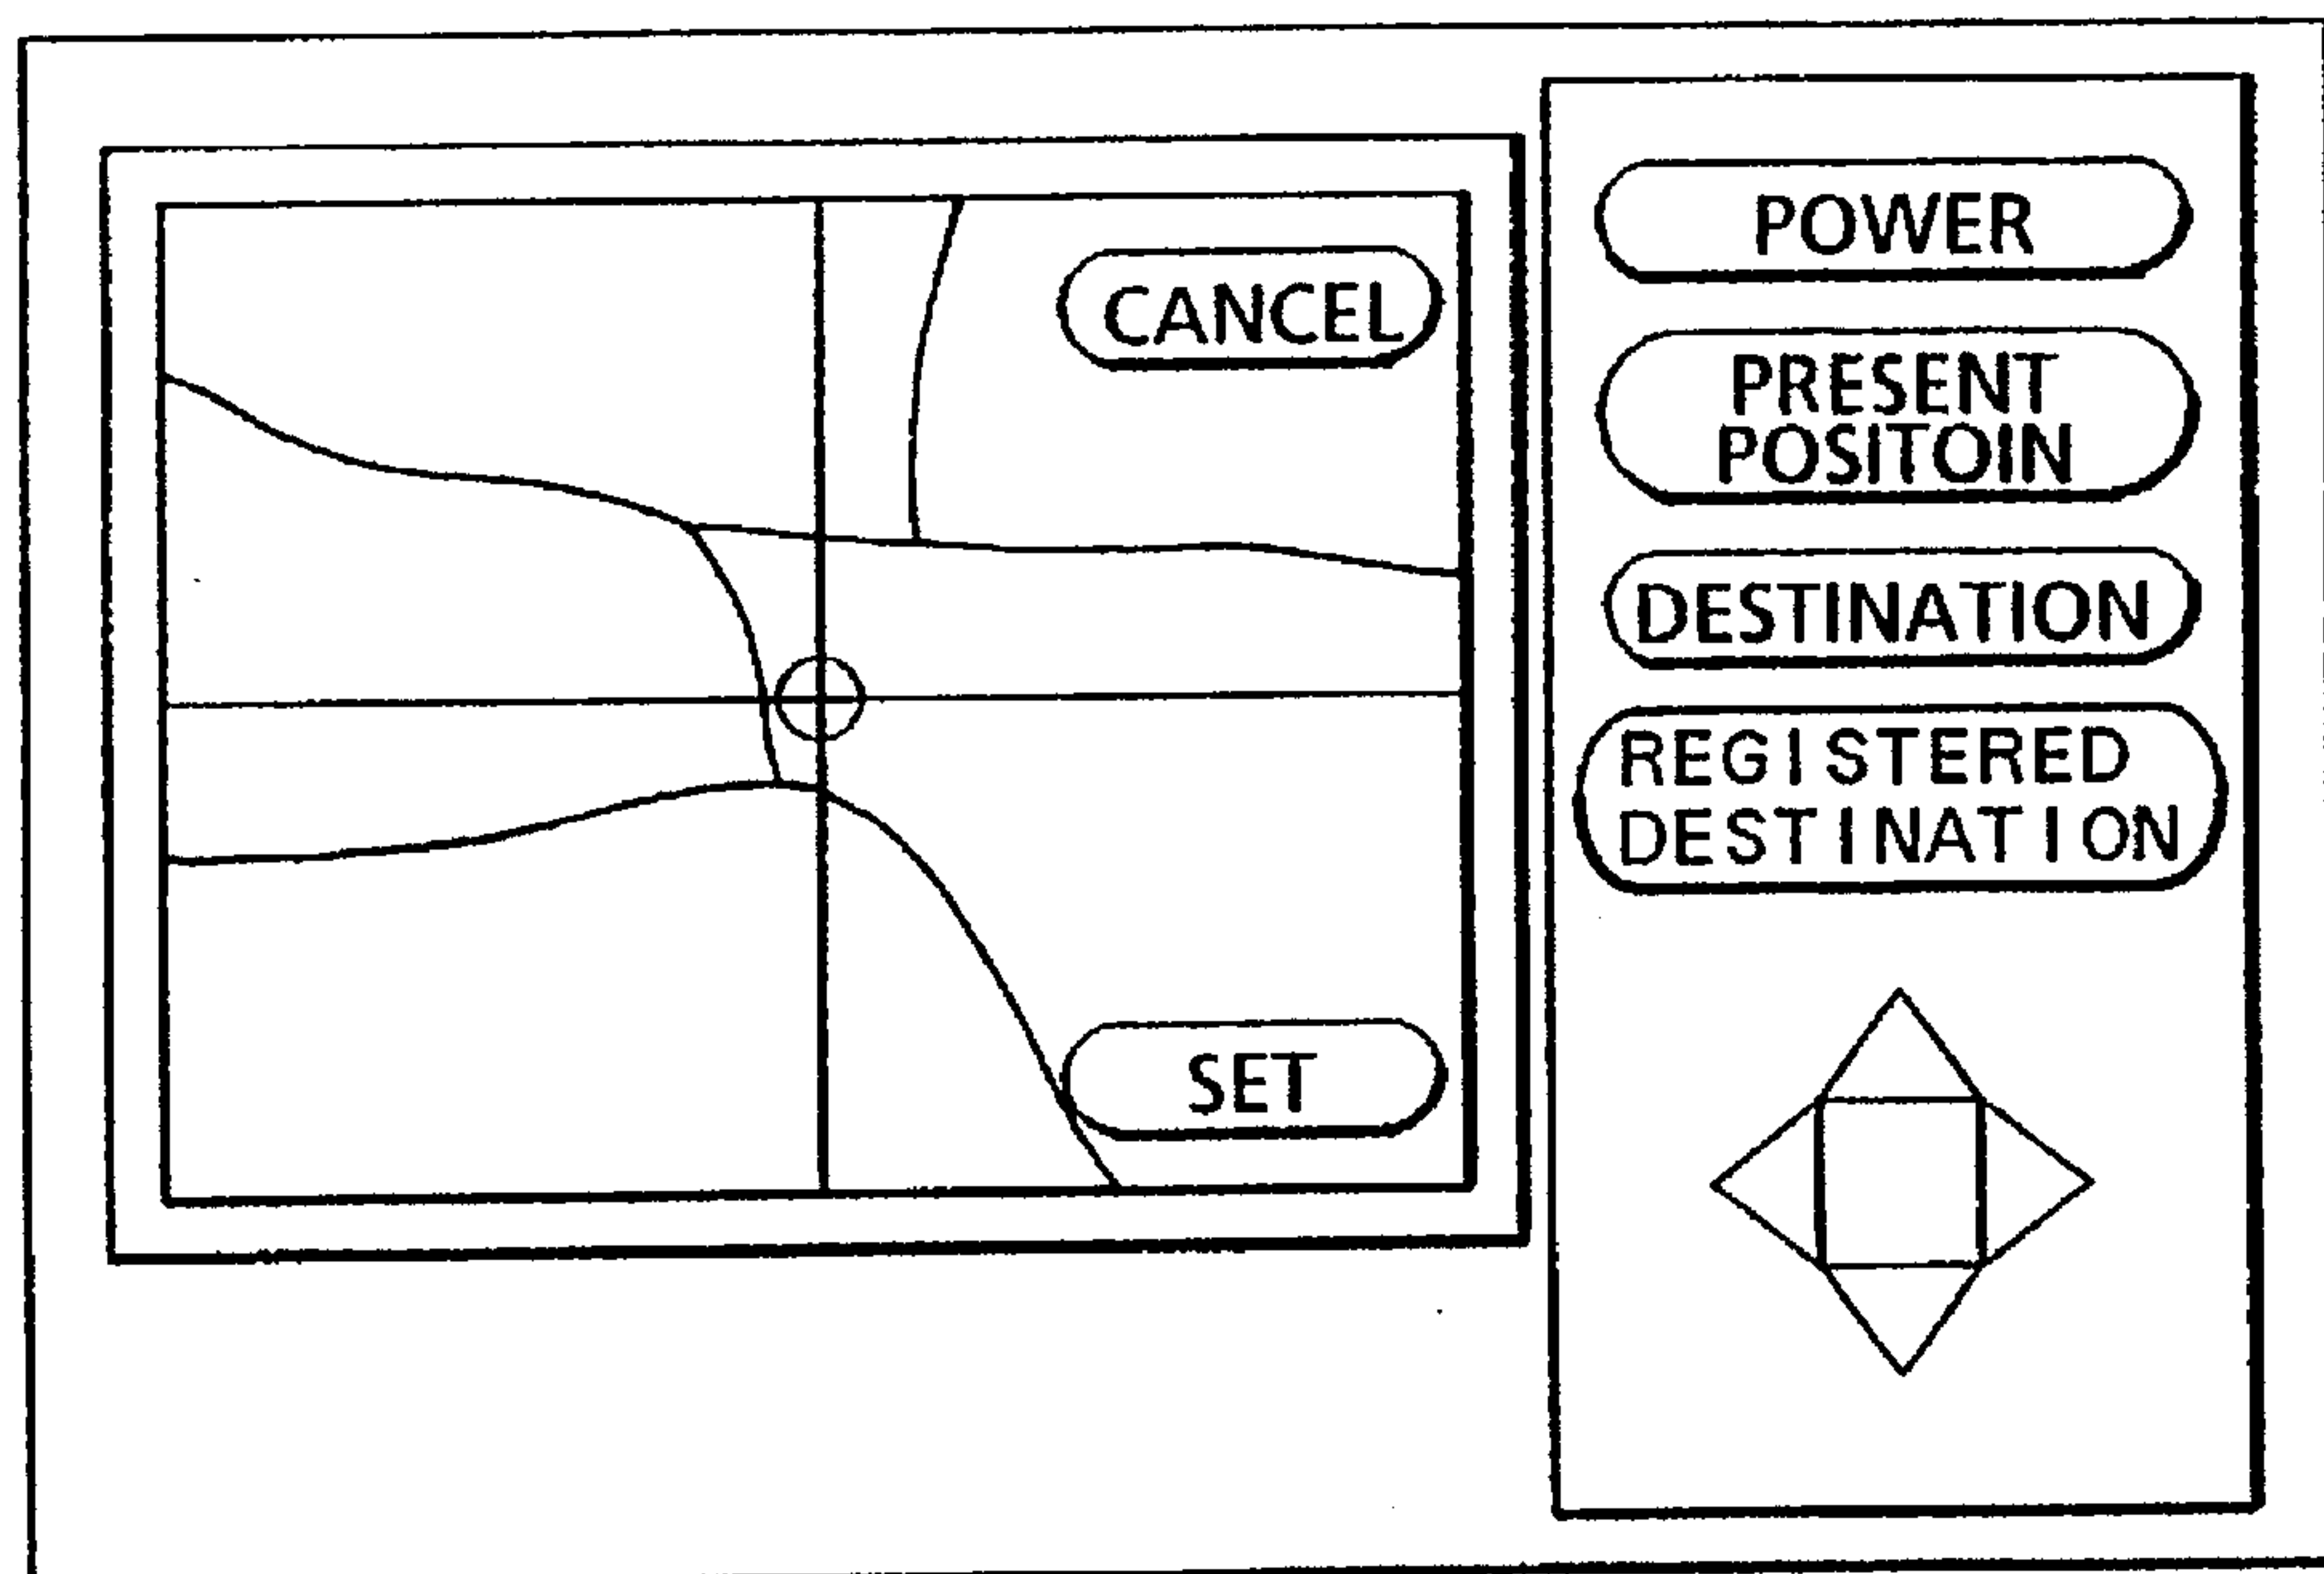 CANCEL
SET
POWER
PRESENT
POSITOIN
DESTINATION
REGISTERED
DESTINATION